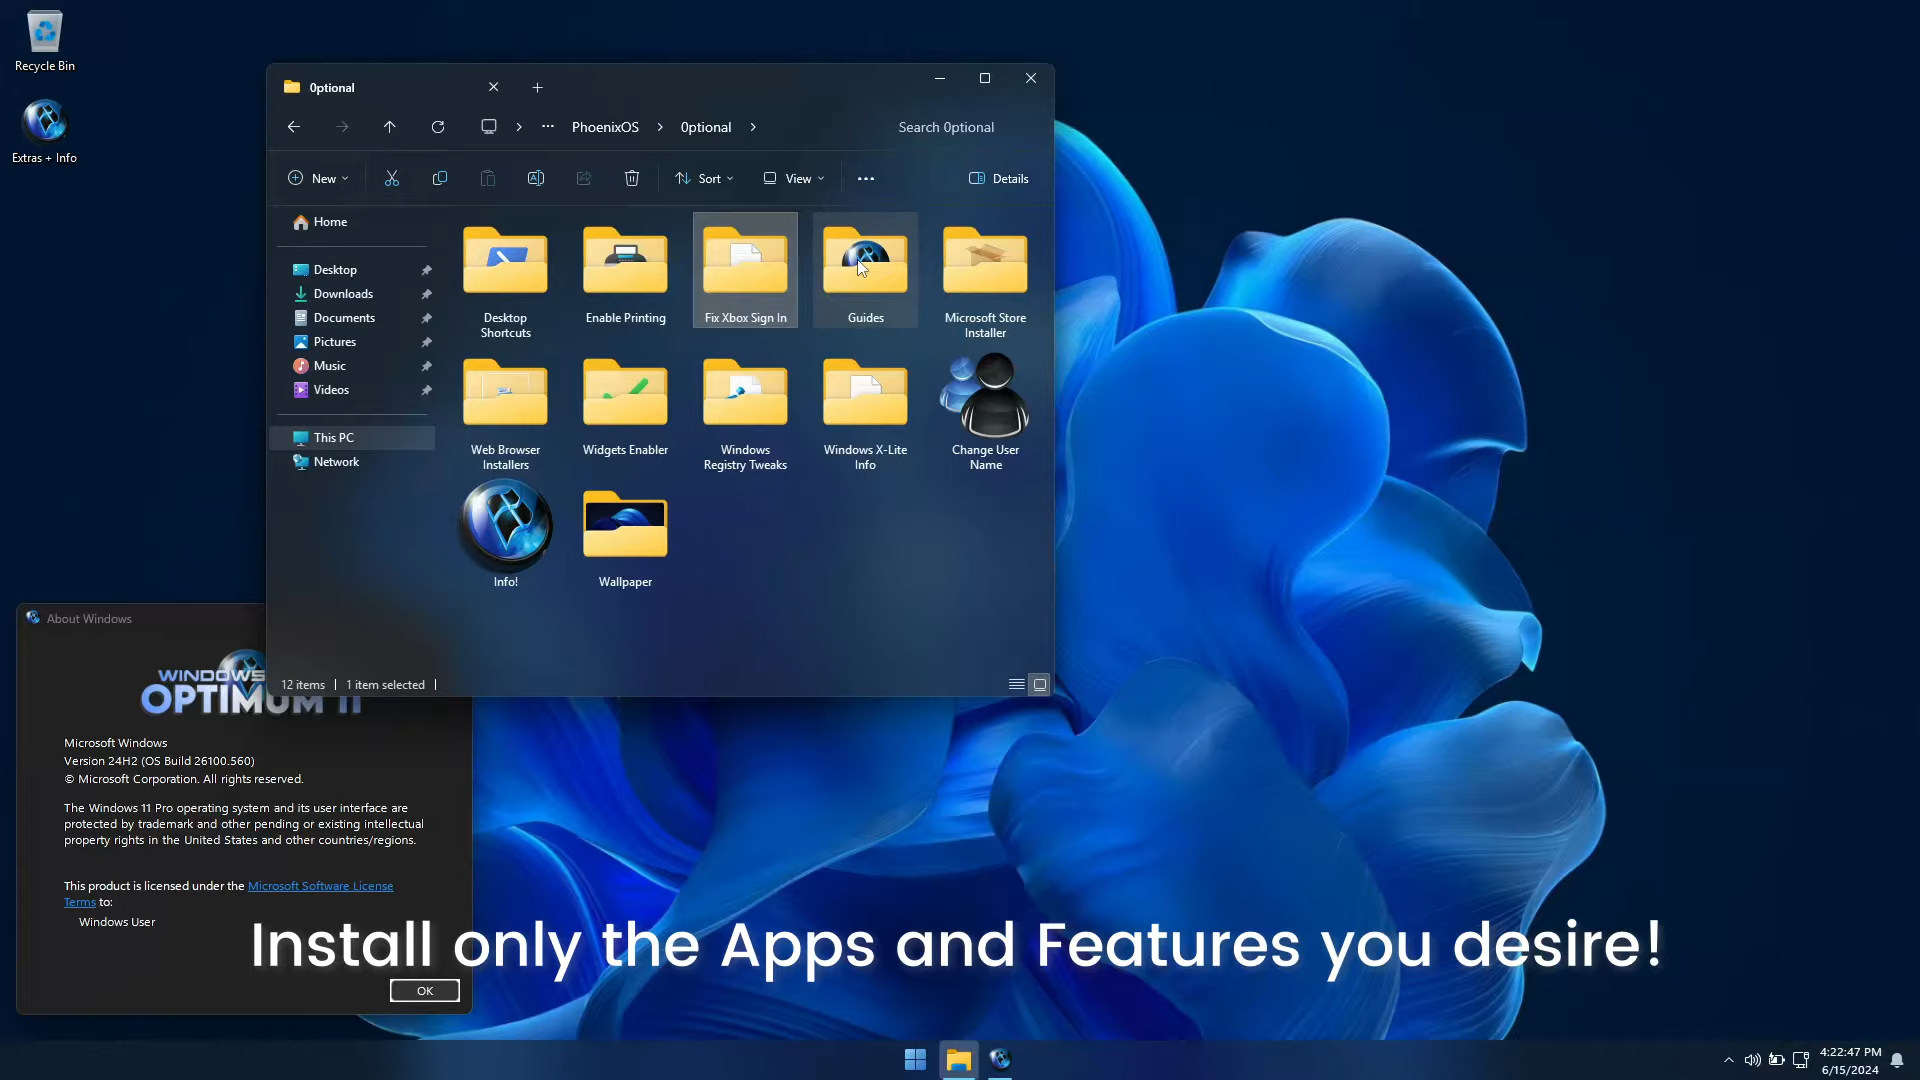 Recycle Bin
Extras + Info
0ptional
PhoenixOS
0ptional
Search 0ptional
New
Sort
View
Details
Home
Desktop
Downloads
Documents
Pictures
Music
Videos
This PC
Network
Desktop
Shortcuts
Enable Printing
Fix Xbox Sign In
Guides
Microsoft Store
Installer
Web Browser
Installers
Widgets Enabler
Windows
Registry Tweaks
Windows X-Lite
Info
Change User
Name
Info!
Wallpaper
12 items
1 item selected
About Windows
WINDOWS
OPTIMUM 11
Microsoft Windows
Version 24H2 (OS Build 26100.560)
© Microsoft Corporation. All rights reserved.
The Windows 11 Pro operating system and its user interface are
protected by trademark and other pending or existing intellectual
property rights in the United States and other countries/regions.
This product is licensed under the Microsoft Software License
Terms to:
Windows User
OK
Install only the Apps and Features you desire!
4:22:47 PM
6/15/2024